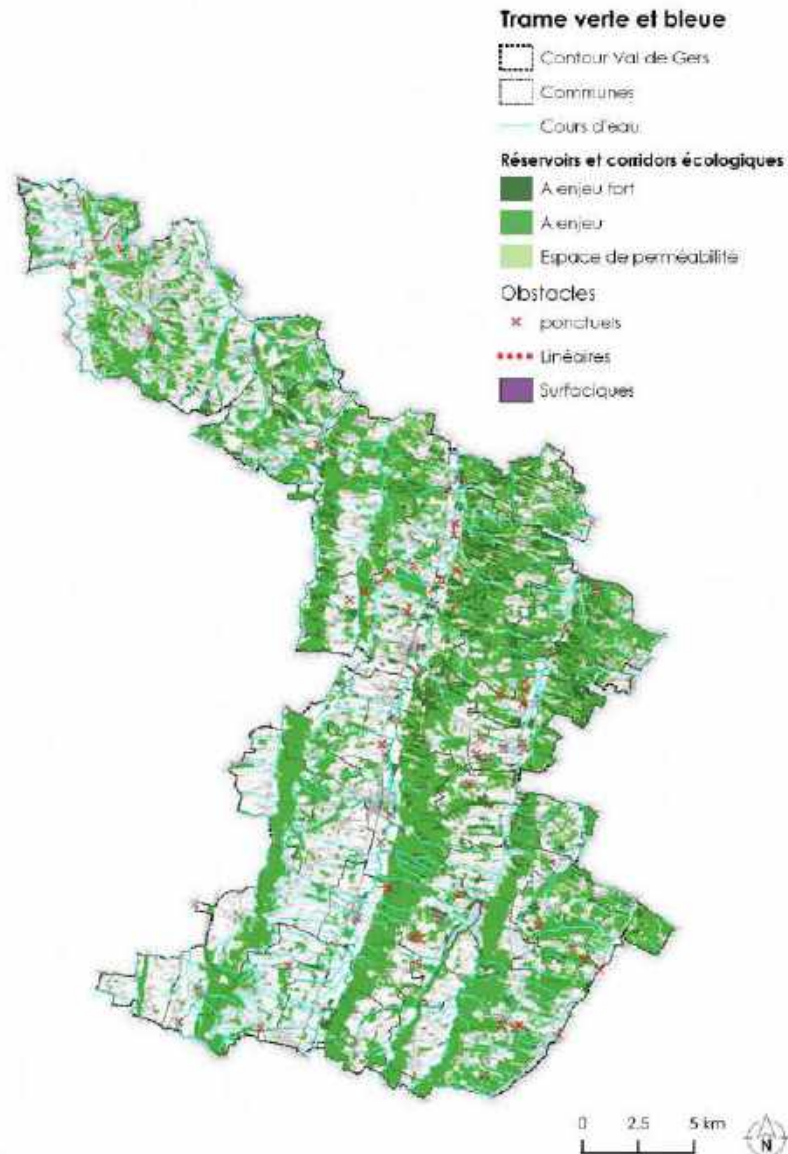 Trame verte et bleue
Contour Val de Gers
Communes
Cours d'eau
Réservoirs et corridors écologiques
A enjeu fort
A enjeu
Espace de perméabilité
Obstacles
ponctuels
Linéaires
Surfaciques
0 2.5 5 km
N